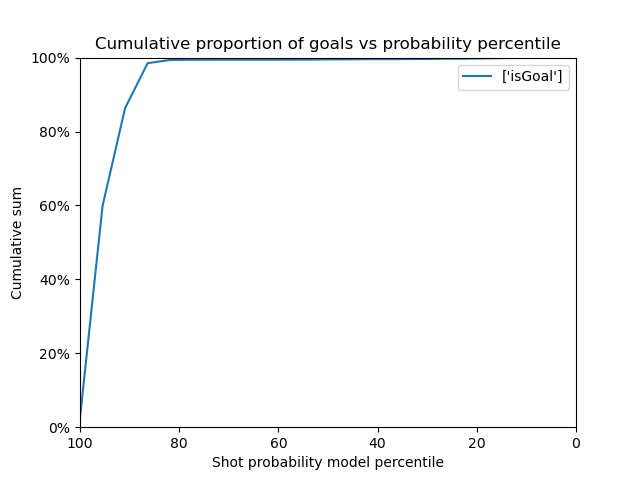 Cumulative proportion of goals vs probability percentile
100%
80%
60%
40%
20%
0%
Cumulative sum
['isGoal']
100 80 60 40 20 0
Shot probability model percentile